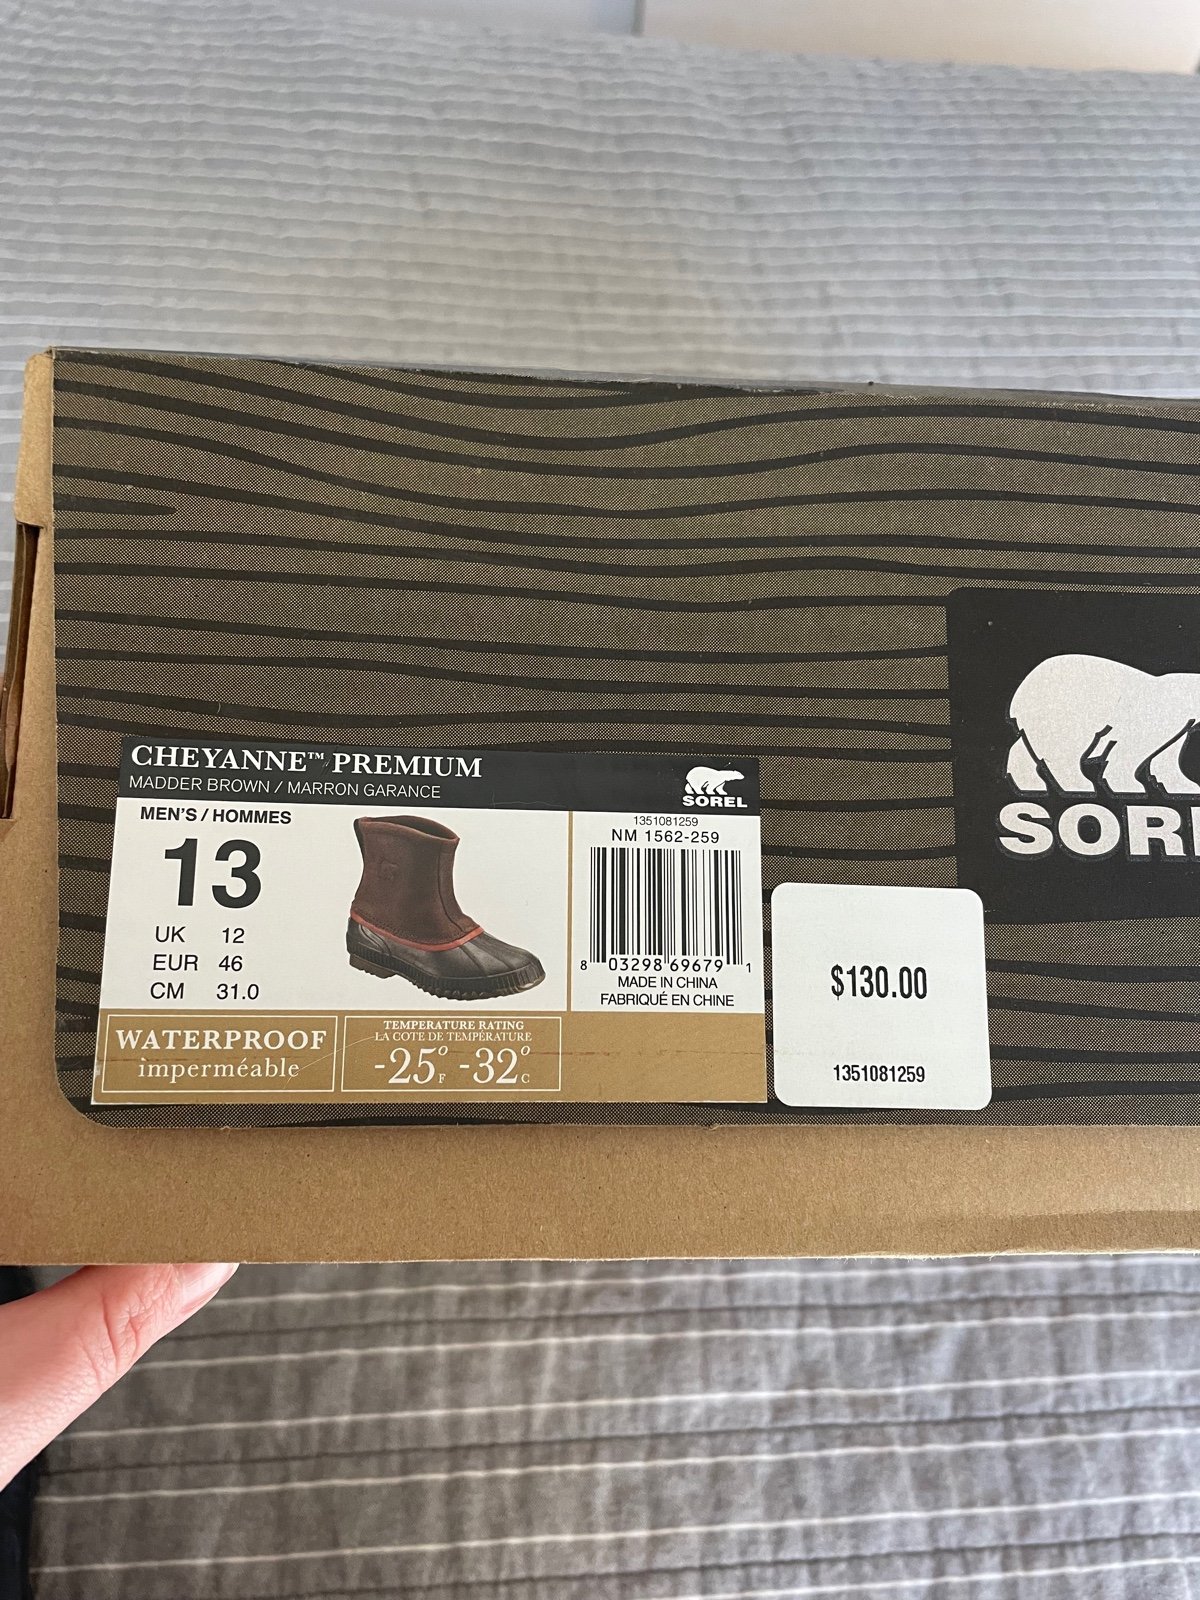 CHEYANNE™ PREMIUM
MADDER BROWN / MARRON GARANCE
SOREL
MEN'S / HOMMES
13
UK 12
EUR 46
CM 31.0
1351081259
NM 1562-259
8 03298 69679 1
MADE IN CHINA
FABRIQUÉ EN CHINE
WATERPROOF
imperméable
TEMPERATURE RATING
LA COTE DE TEMPÉRATURE
-25°F -32°C
SOR
$130.00
1351081259